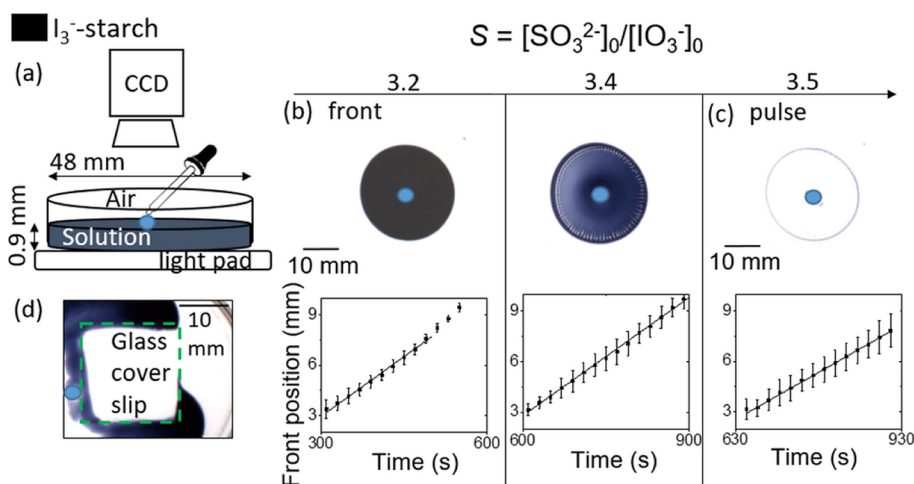 I₃⁻-starch
S = [SO₃²⁻]₀/[IO₃⁻]₀
(a)
CCD
48 mm
Air
Solution
0.9 mm
light pad
3.2
3.4
3.5
(b) front
(c) pulse
10 mm
10 mm
(d)
10
mm
Glass
cover
slip
Front position (mm)
9
6
3
300
600
Time (s)
9
6
3
600
900
Time (s)
9
6
3
630
930
Time (s)